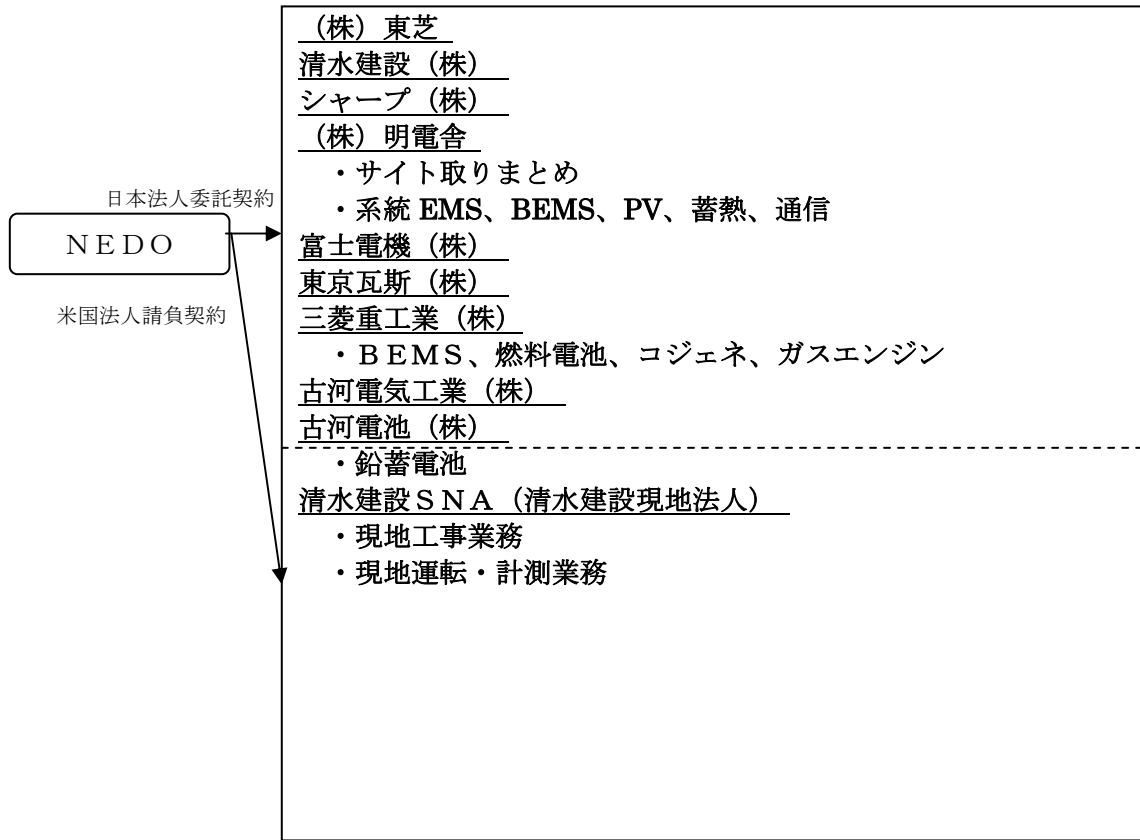 日本法人委託契約
ＮＥＤＯ
米国法人請負契約
（株）東芝
清水建設（株）
シャープ（株）
（株）明電舎
・サイト取りまとめ
・系統 EMS、BEMS、PV、蓄熱、通信
富士電機（株）
東京瓦斯（株）
三菱重工業（株）
・ＢＥＭＳ、燃料電池、コジェネ、ガスエンジン
古河電気工業（株）
古河電池（株）
・鉛蓄電池
清水建設ＳＮＡ（清水建設現地法人）
・現地工事業務
・現地運転・計測業務